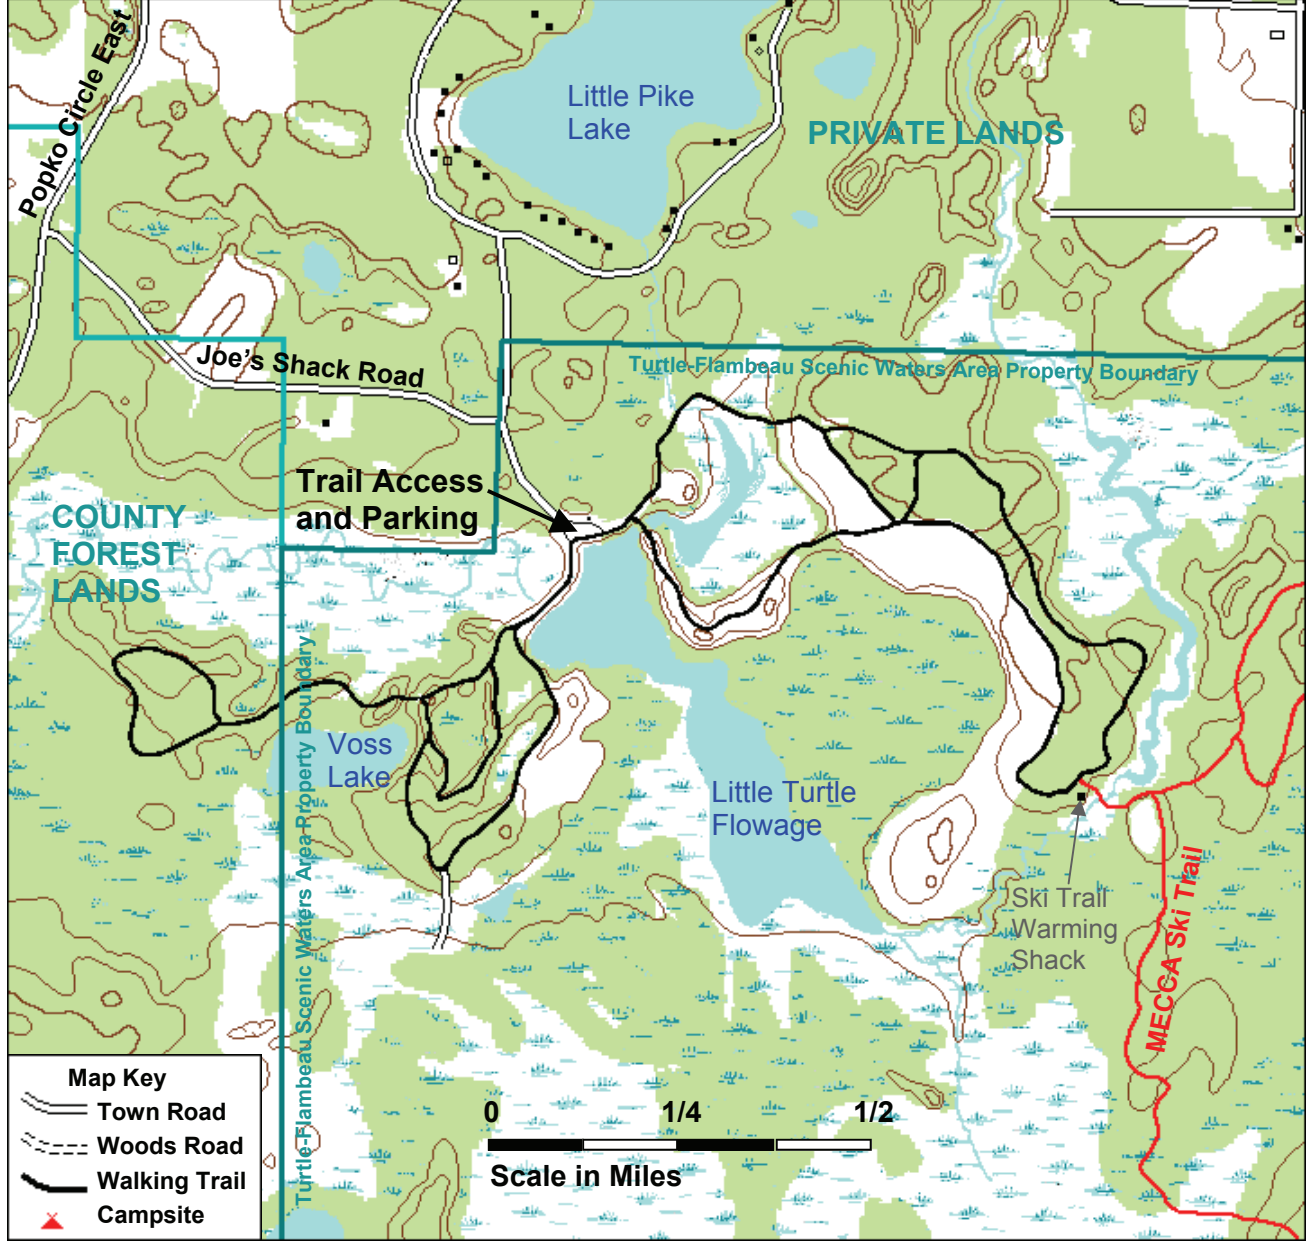 Popko Circle East
Little Pike
Lake
PRIVATE LANDS
Joe's Shack Road
Turtle-Flambeau Scenic Waters Area Property Boundary
Trail Access
and Parking
COUNTY
FOREST
LANDS
Turtle-Flambeau Scenic Waters Area Property Boundary
Voss
Lake
Little Turtle
Flowage
Ski Trail
Warming
Shack
MECCA Ski Trail
Map Key
Town Road
Woods Road
Walking Trail
Campsite
0 1/4 1/2
Scale in Miles